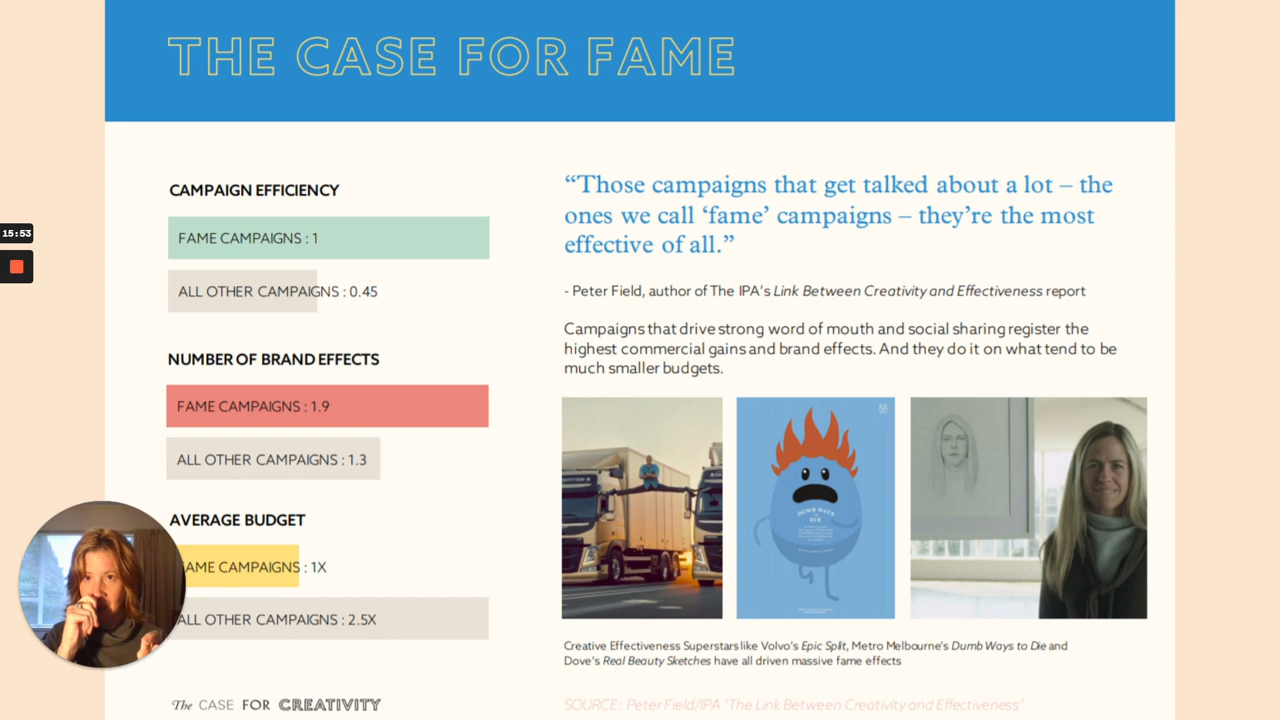 THE CASE FOR FAME
15:53
CAMPAIGN EFFICIENCY
FAME CAMPAIGNS : 1
ALL OTHER CAMPAIGNS : 0.45
NUMBER OF BRAND EFFECTS
FAME CAMPAIGNS : 1.9
ALL OTHER CAMPAIGNS : 1.3
AVERAGE BUDGET
FAME CAMPAIGNS : 1X
ALL OTHER CAMPAIGNS : 2.5X
The CASE FOR CREATIVITY
“Those campaigns that get talked about a lot – the
ones we call ‘fame’ campaigns – they’re the most
effective of all.”
- Peter Field, author of The IPA’s Link Between Creativity and Effectiveness report
Campaigns that drive strong word of mouth and social sharing register the
highest commercial gains and brand effects. And they do it on what tend to be
much smaller budgets.
DUMB WAYS
TO
DIE
Creative Effectiveness Superstars like Volvo’s Epic Split, Metro Melbourne’s Dumb Ways to Die and
Dove’s Real Beauty Sketches have all driven massive fame effects
SOURCE: Peter Field/IPA ‘The Link Between Creativity and Effectiveness’